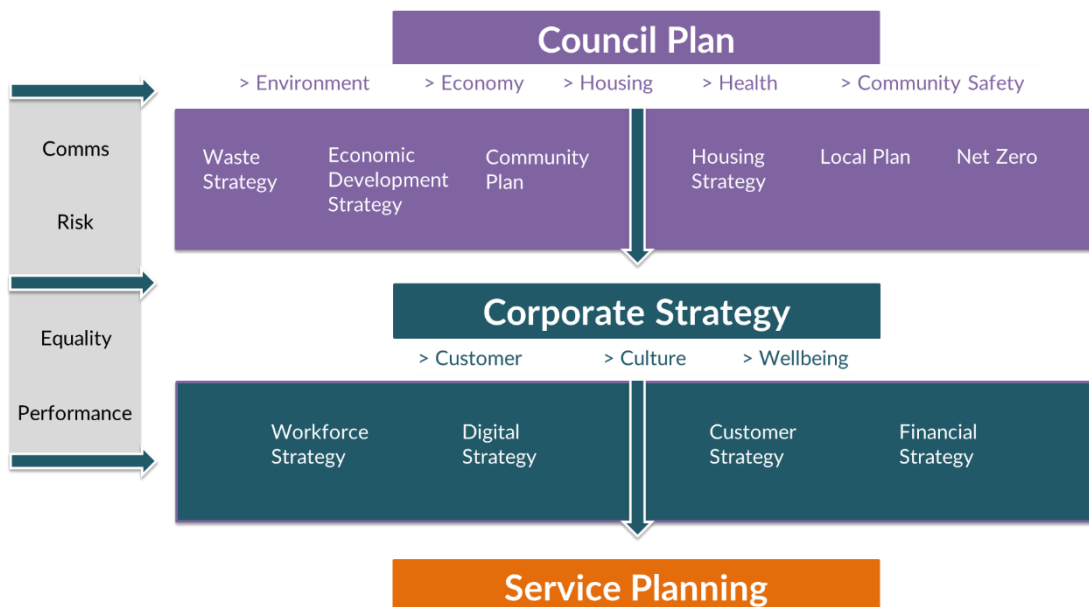 Council Plan
> Environment > Economy > Housing > Health > Community Safety
Comms
Risk
Equality
Performance
Waste
Strategy
Economic
Development
Strategy
Community
Plan
Housing
Strategy
Local Plan
Net Zero
Corporate Strategy
> Customer > Culture > Wellbeing
Workforce
Strategy
Digital
Strategy
Customer
Strategy
Financial
Strategy
Service Planning